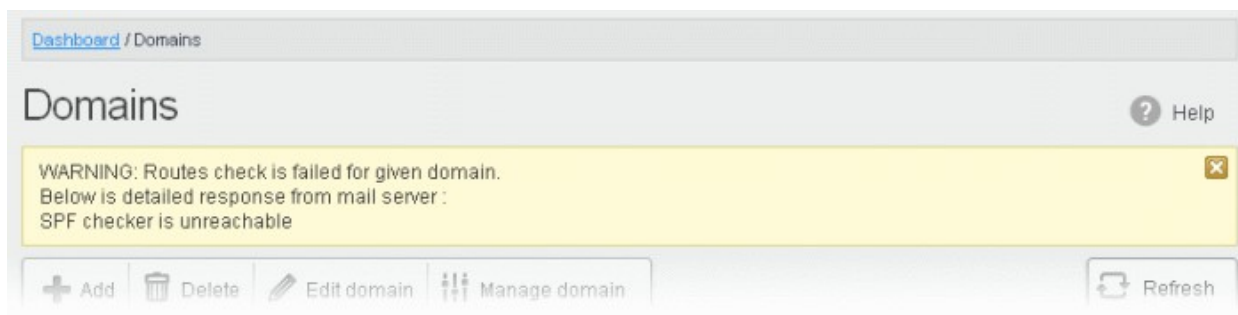 Dashboard / Domains
Domains
Help
WARNING: Routes check is failed for given domain.
Below is detailed response from mail server :
SPF checker is unreachable
Add Delete Edit domain Manage domain Refresh